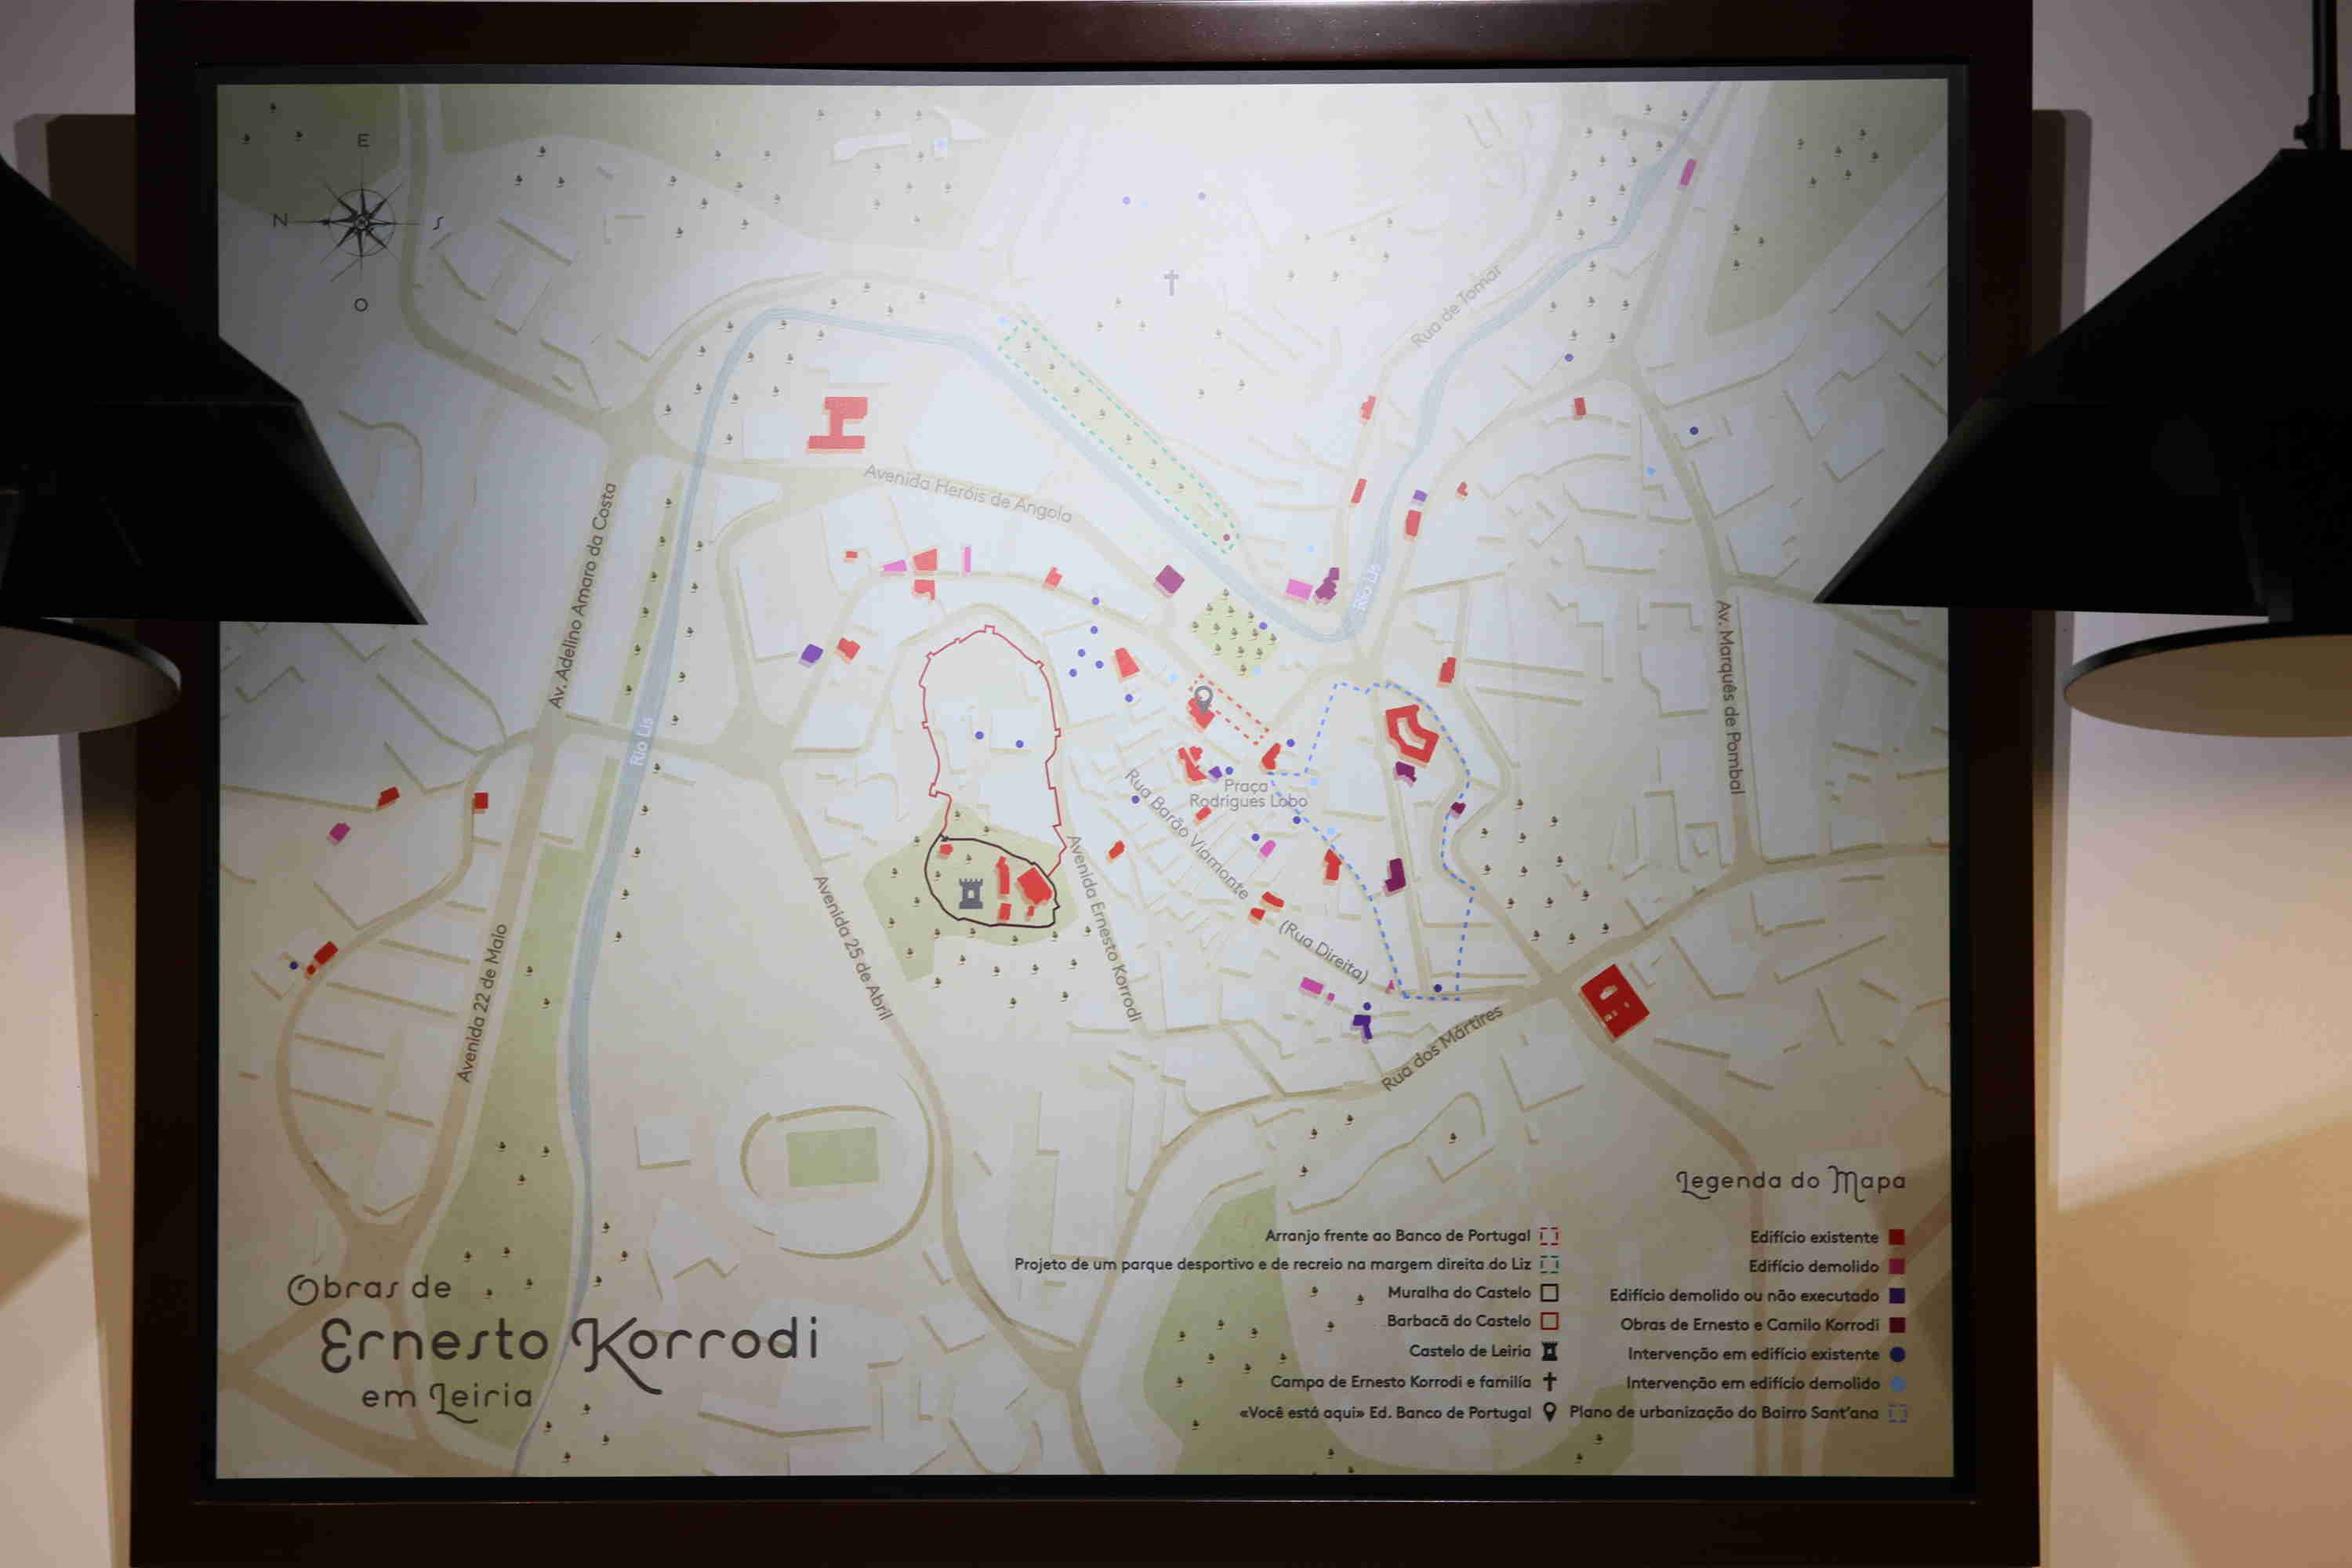 E
N
S
O
Rua de Tomar
Avenida Heróis de Angola
Av. Adelino Amaro da Costa
Rio Lis
Av. Marquês de Pombal
Rio Lis
Praça
Rodrigues Lobo
Rua Barão Viamonte
(Rua Direita)
Avenida Ernesto Korrodi
Avenida 25 de Abril
Avenida 22 de Maio
Rua dos Mártires
Obras de
Ernesto Korrodi
em Leiria
Legenda do Mapa
Arranjo frente ao Banco de Portugal
Projeto de um parque desportivo e de recreio na margem direita do Liz
Muralha do Castelo
Barbacã do Castelo
Castelo de Leiria
Campa de Ernesto Korrodi e família
«Você está aqui» Ed. Banco de Portugal
Edifício existente
Edifício demolido
Edifício demolido ou não executado
Obras de Ernesto e Camilo Korrodi
Intervenção em edifício existente
Intervenção em edifício demolido
Plano de urbanização do Bairro Sant'ana